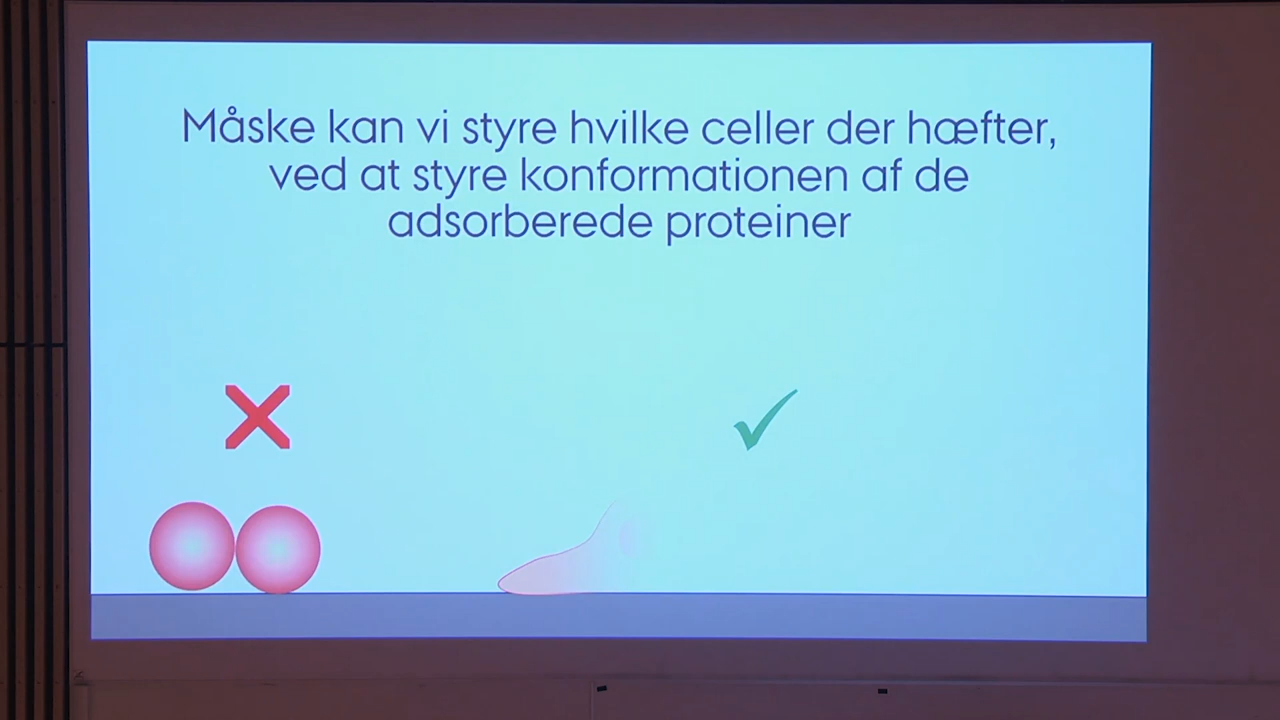 Måske kan vi styre hvilke celler der hæfter,
ved at styre konformationen af de
adsorberede proteiner